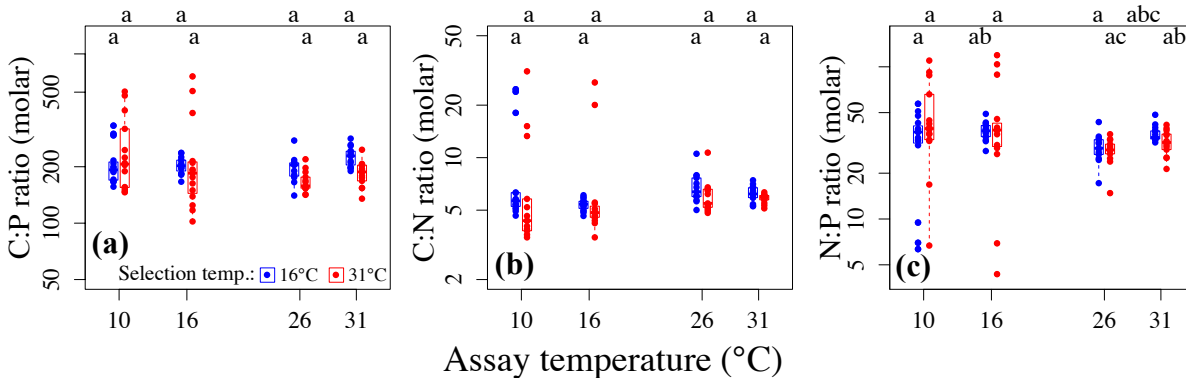 a a
a a
a a
a a
C:P ratio (molar)
500
200
100
50
(a)
Selection temp.: 16°C 31°C
10 16 26 31
a a a a
a a a a
C:N ratio (molar)
50
20
10
5
2
(b)
10 16 26 31
a a a abc
a ab ac ab
N:P ratio (molar)
50
30
10
5
(c)
10 16 26 31
Assay temperature (°C)